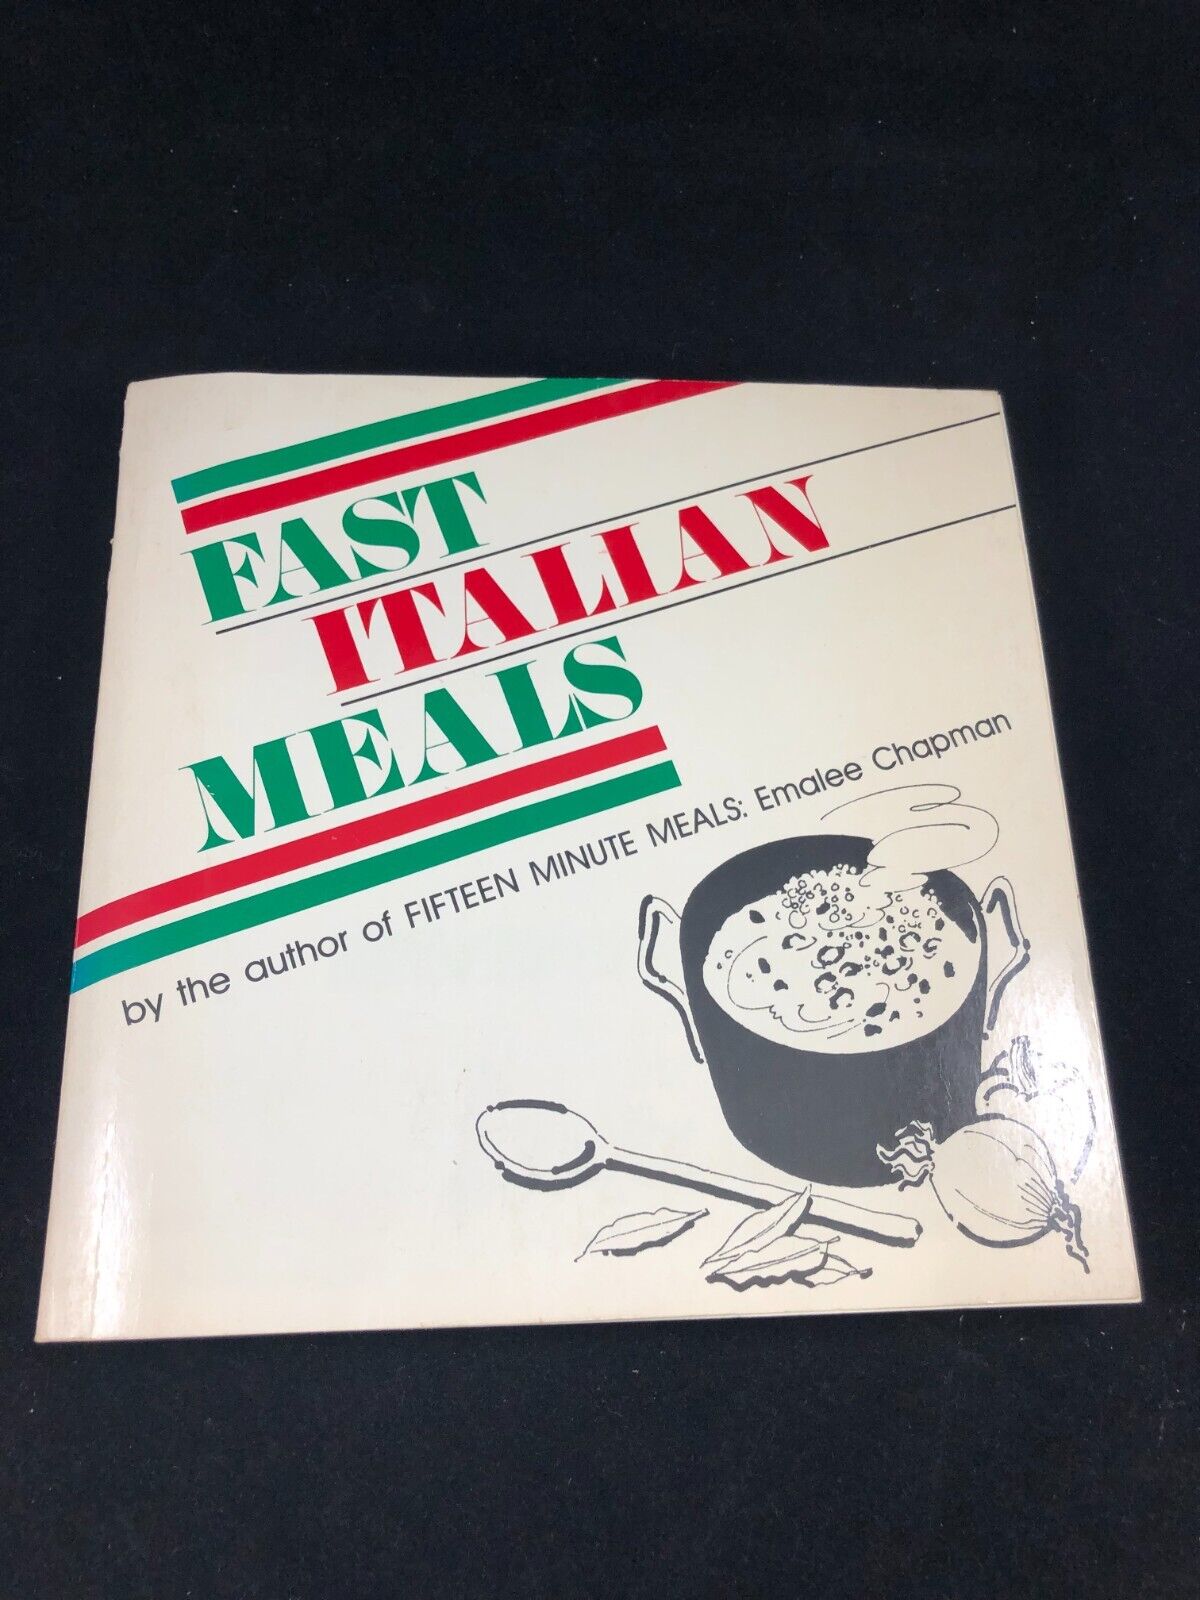 FAST
ITALIAN
MEALS
by the author of FIFTEEN MINUTE MEALS: Emalee Chapman